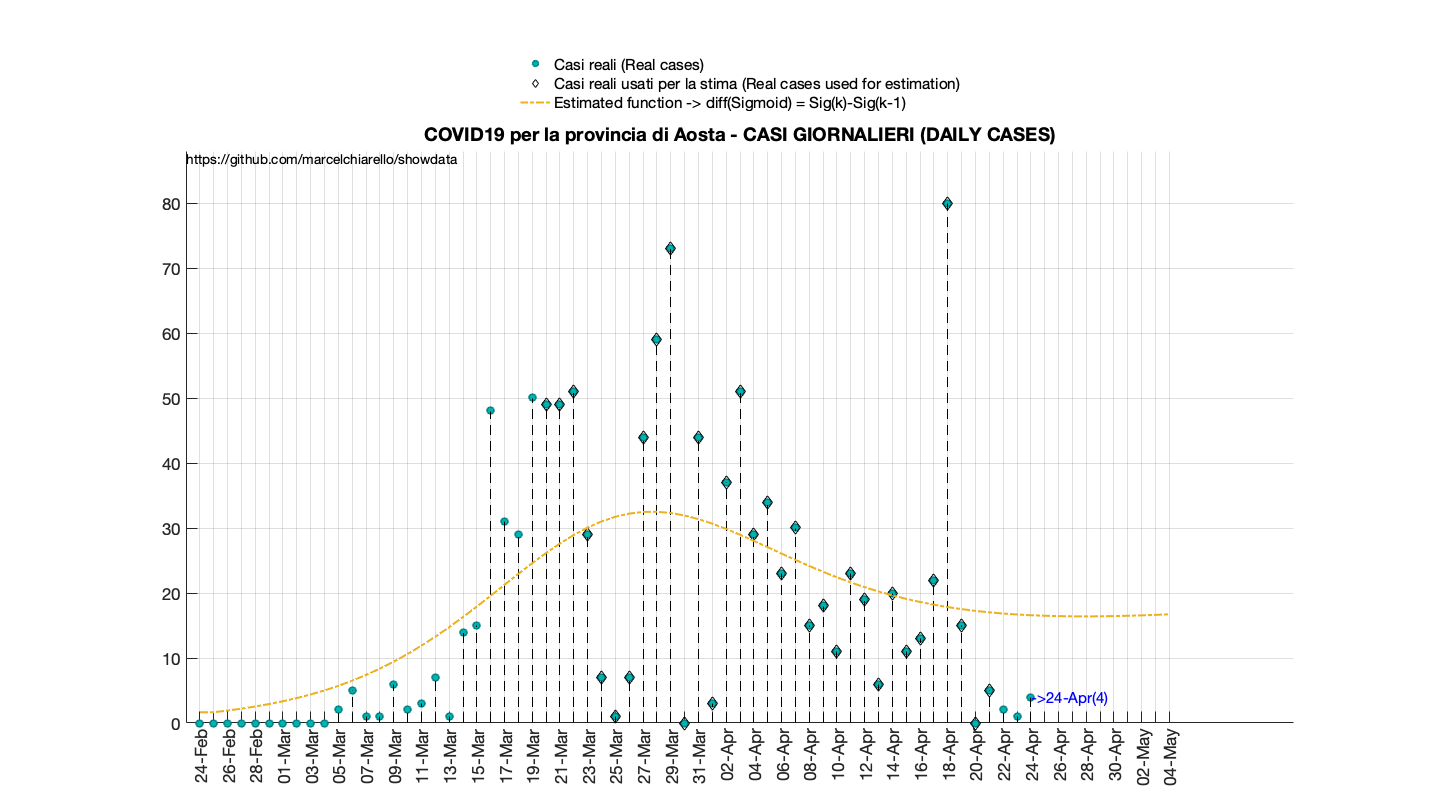 Casi reali (Real cases)
Casi reali usati per la stima (Real cases used for estimation)
Estimated function -> diff(Sigmoid) = Sig(k)-Sig(k-1)
COVID19 per la provincia di Aosta - CASI GIORNALIERI (DAILY CASES)
https://github.com/marcelchiarello/showdata
80
70
60
50
40
30
20
10
0
->24-Apr(4)
24-Feb
26-Feb
28-Feb
01-Mar
03-Mar
05-Mar
07-Mar
09-Mar
11-Mar
13-Mar
15-Mar
17-Mar
19-Mar
21-Mar
23-Mar
25-Mar
27-Mar
29-Mar
31-Mar
02-Apr
04-Apr
06-Apr
08-Apr
10-Apr
12-Apr
14-Apr
16-Apr
18-Apr
20-Apr
22-Apr
24-Apr
26-Apr
28-Apr
30-Apr
02-May
04-May